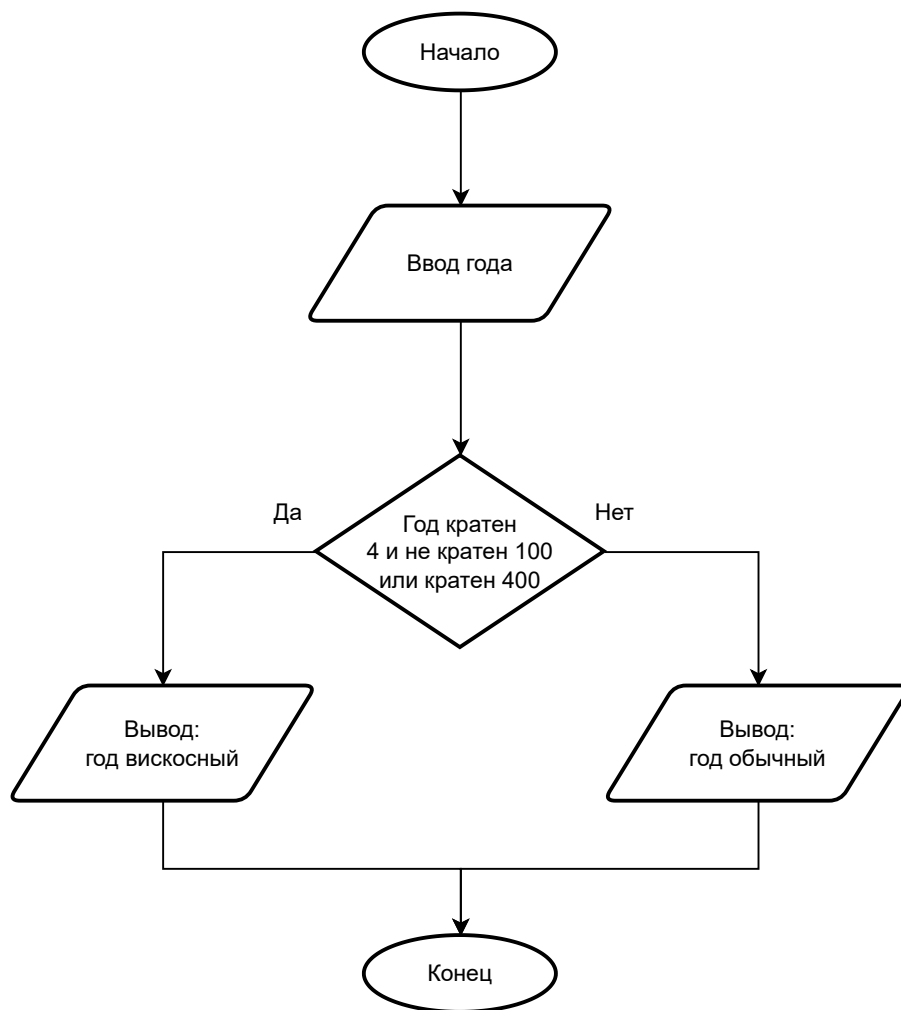 Начало
Ввод года
Да
Нет
Год кратен
4 и не кратен 100
или кратен 400
Вывод:
год вискосный
Вывод:
год обычный
Конец